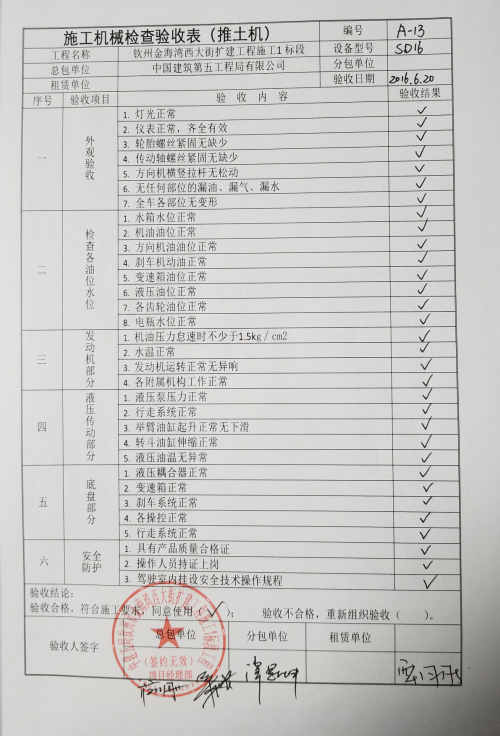 施工机械检查验收表（推土机） 编号 A-13
工程名称 钦州金海湾西大街扩建工程施工1标段 设备型号 SD16
总包单位 中国建筑第五工程局有限公司 分包单位
租赁单位 验收日期 2016.6.20
序号 验收项目 验 收 内 容 验收结果
一 外观验收
1. 灯光正常 ✓
2. 仪表正常，齐全有效 ✓
3. 轮胎螺丝紧固无缺少 ✓
4. 传动轴螺丝紧固无缺少 ✓
5. 方向机横竖拉杆无松动 ✓
6. 无任何部位的漏油、漏气、漏水 ✓
7. 全车各部位无变形 ✓
二 检查各油位水位
1. 水箱水位正常 ✓
2. 机油油位正常 ✓
3. 方向机油油位正常 ✓
4. 刹车机动油正常 ✓
5. 变速箱油位正常 ✓
6. 液压油位正常 ✓
7. 各齿轮油位正常 ✓
8. 电瓶水位正常 ✓
三 发动机部分
1. 机油压力怠速时不少于1.5kg/cm2 ✓
2. 水温正常 ✓
3. 发动机运转正常无异响 ✓
4. 各附属机构工作正常 ✓
四 液压传动部分
1. 液压泵压力正常 ✓
2. 行走系统正常 ✓
3. 举臂油缸起升正常无下滑 ✓
4. 转斗油缸伸缩正常 ✓
5. 液压油温无异常 ✓
五 底盘部分
1. 液压耦合器正常 ✓
2. 变速箱正常 ✓
3. 刹车系统正常 ✓
4. 各操控正常 ✓
5. 行走系统正常 ✓
六 安全防护
1. 具有产品质量合格证 ✓
2. 操作人员持证上岗 ✓
3. 驾驶室内挂设安全技术操作规程 ✓
验收结论：
验收合格，符合施工要求，同意使用（✓）； 验收不合格，重新组织验收（ ）。
验收人签字 总包单位 分包单位 租赁单位
（签约无效）
项目经理部